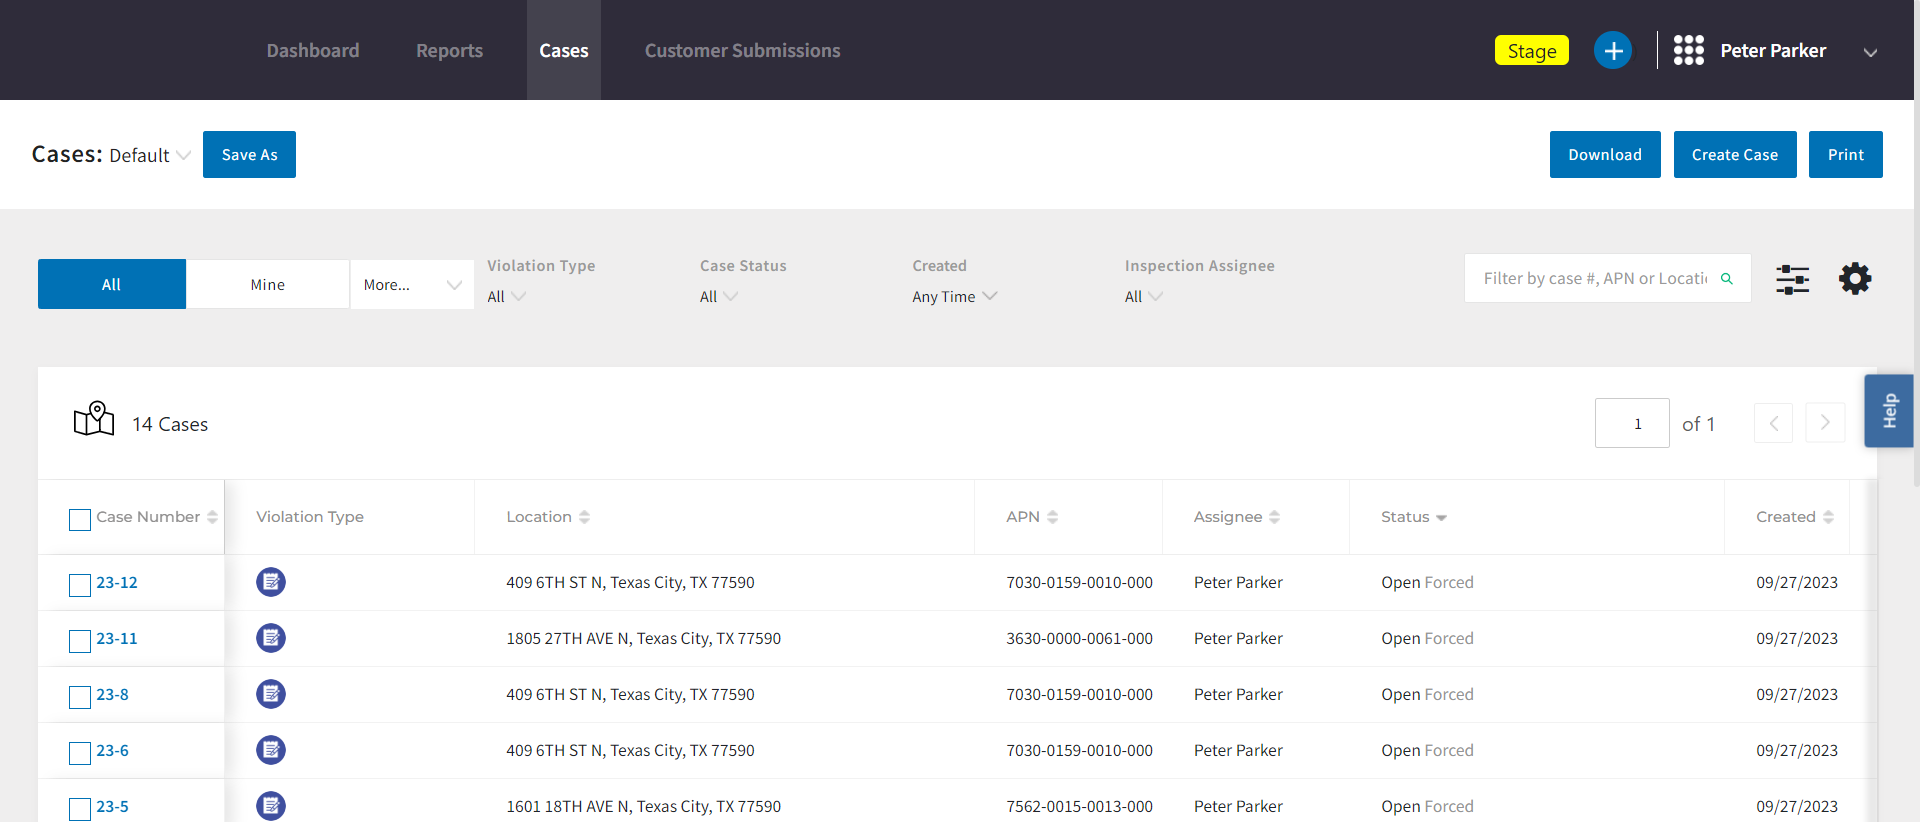 Dashboard Reports Cases Customer Submissions Stage Peter Parker
Cases: Default Save As Download Create Case Print
All Mine More... Violation Type Case Status Created Inspection Assignee
All All Any Time All
Filter by case #, APN or Locati
Help
14 Cases 1 of 1
Case Number Violation Type Location APN Assignee Status Created
23-12 409 6TH ST N, Texas City, TX 77590 7030-0159-0010-000 Peter Parker Open Forced 09/27/2023
23-11 1805 27TH AVE N, Texas City, TX 77590 3630-0000-0061-000 Peter Parker Open Forced 09/27/2023
23-8 409 6TH ST N, Texas City, TX 77590 7030-0159-0010-000 Peter Parker Open Forced 09/27/2023
23-6 409 6TH ST N, Texas City, TX 77590 7030-0159-0010-000 Peter Parker Open Forced 09/27/2023
23-5 1601 18TH AVE N, Texas City, TX 77590 7562-0015-0013-000 Peter Parker Open Forced 09/27/2023